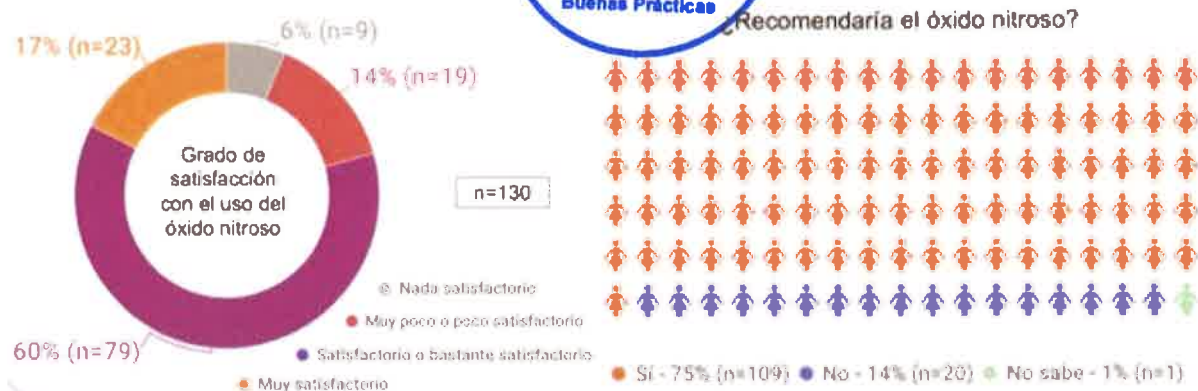 Buenas Prácticas
17% (n=23)
6% (n=9)
14% (n=19)
Grado de
satisfacción
con el uso del
óxido nitroso
n=130
60% (n=79)
Nada satisfactorio
Muy poco o poco satisfactorio
Satisfactorio o bastante satisfactorio
Muy satisfactorio
¿Recomendaría el óxido nitroso?
Sí - 75% (n=109) No - 14% (n=20) No sabe - 1% (n=1)